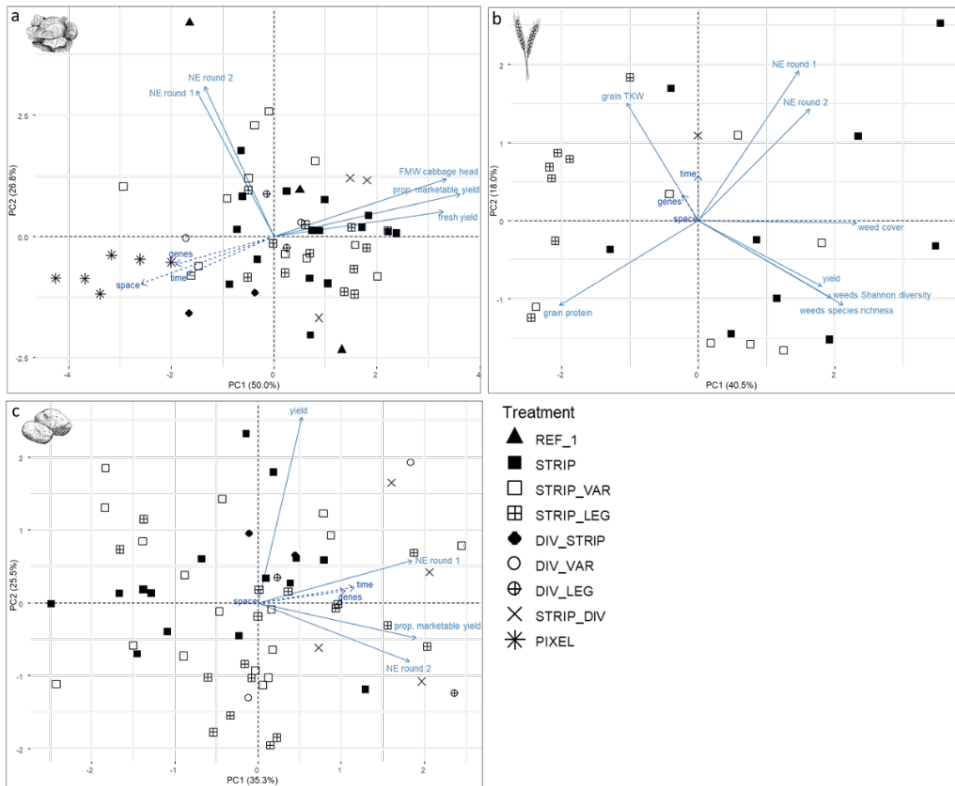 a
NE round 2
NE round 1
FMW cabbage head
prop. marketable yield
fresh yield
genes
time
space
2.5
0.0
-2.5
PC2 (26.8%)
-4
-2
0
2
4
PC1 (50.0%)
b
NE round 1
grain TKW
NE round 2
time
genes
space
weed cover
yield
weeds Shannon diversity
grain protein
weeds species richness
2
1
0
-1
PC2 (18.0%)
-2
0
2
PC1 (40.5%)
c
yield
NE round 1
time
genes
space
prop. marketable yield
NE round 2
2
1
0
-1
-2
PC2 (25.5%)
-2
-1
0
1
2
PC1 (35.3%)
Treatment
REF_1
STRIP
STRIP_VAR
STRIP_LEG
DIV_STRIP
DIV_VAR
DIV_LEG
STRIP_DIV
PIXEL